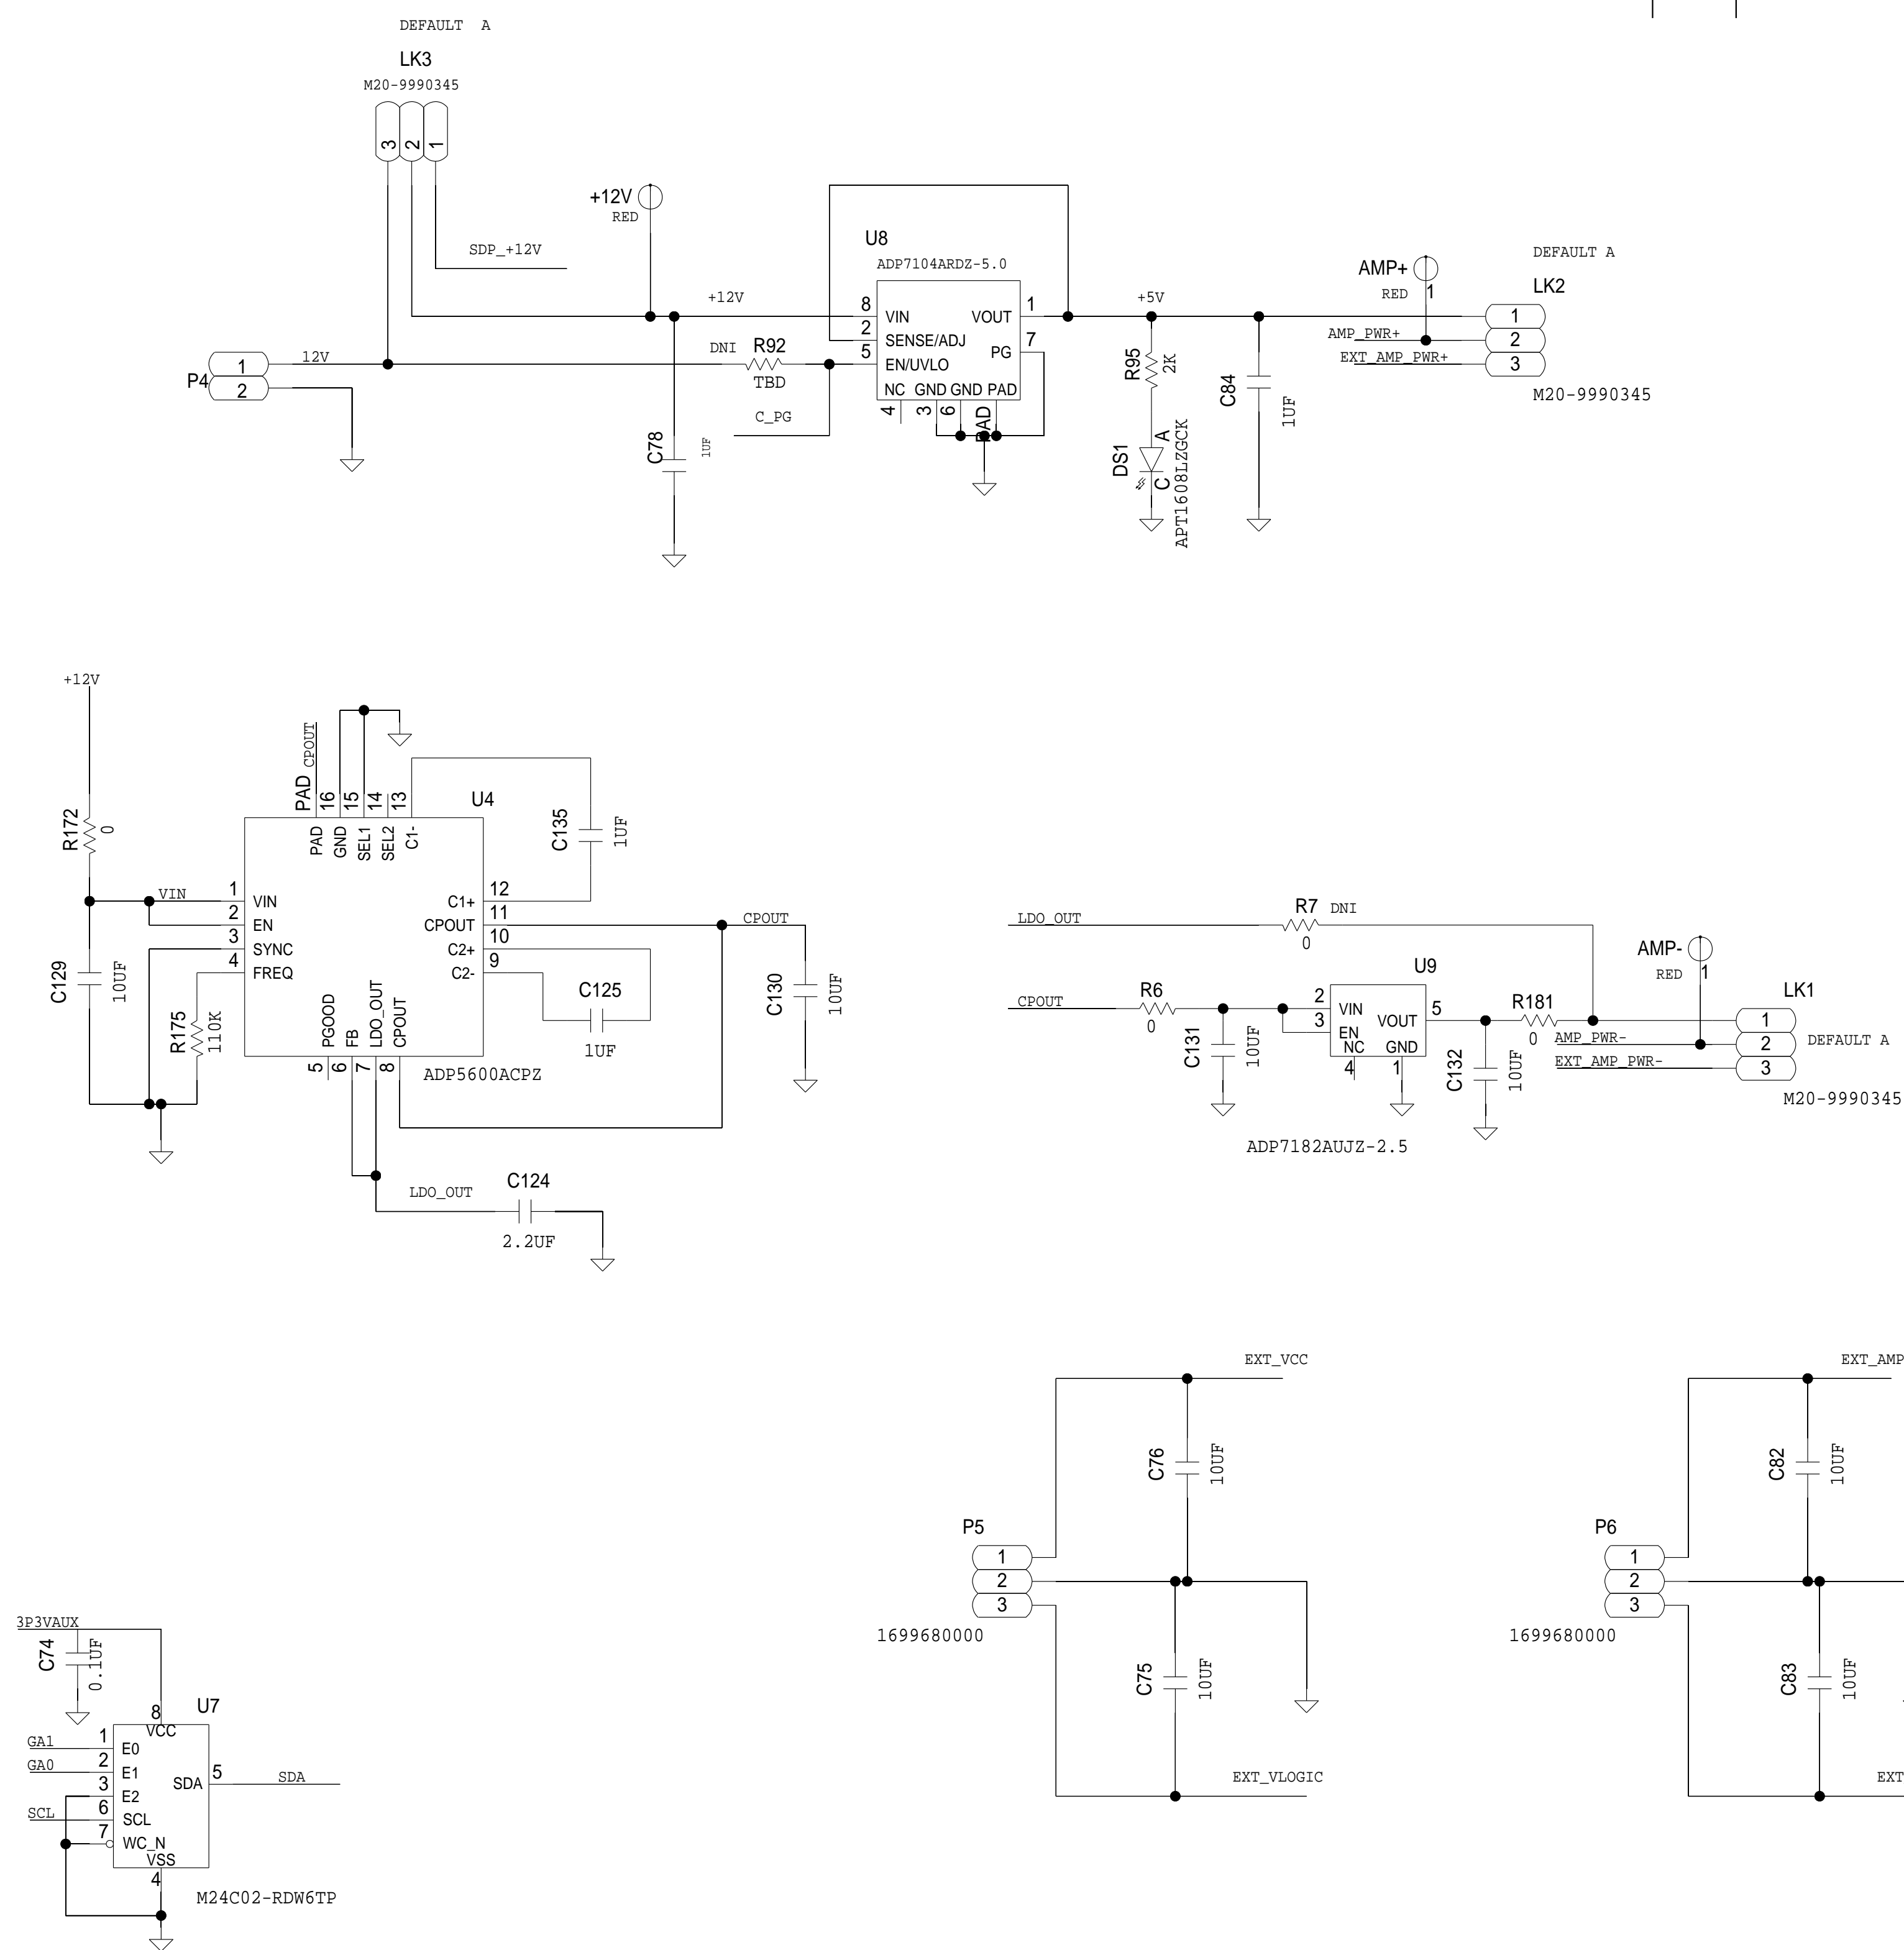 DEFAULT A
LK3
M20-9990345
3
2
1
SDP_+12V
+12V
RED
+12V
U8
ADP7104ARDZ-5.0
8
VIN
2
SENSE/ADJ
5
EN/UVLO
VOUT
1
PG
7
NC GND GND PAD
4
3
6
PAD
+5V
P4
1
2
12V
DNI
R92
TBD
C_PG
C78
1UF
R95
2K
DS1
A
C
APT1608LZGCK
C84
1UF
AMP+
RED
1
AMP_PWR+
EXT_AMP_PWR+
DEFAULT A
LK2
1
2
3
M20-9990345
+12V
R172
0
VIN
C129
10UF
R175
110K
CPOUT
PAD
16
15
14
13
PAD
GND
SEL1
SEL2
C1-
U4
1
VIN
2
EN
3
SYNC
4
FREQ
C1+
12
CPOUT
11
C2+
10
C2-
9
PGOOD
FB
LDO_OUT
CPOUT
5
6
7
8
ADP5600ACPZ
C135
1UF
C125
1UF
CPOUT
C130
10UF
LDO_OUT
C124
2.2UF
LDO_OUT
R7
DNI
0
CPOUT
R6
0
C131
10UF
U9
2
VIN
3
EN
NC
VOUT
5
GND
4
1
ADP7182AUJZ-2.5
C132
10UF
R181
0
AMP-
RED
1
AMP_PWR-
EXT_AMP_PWR-
LK1
1
2
3
DEFAULT A
M20-9990345
EXT_VCC
C76
10UF
P5
1
2
3
1699680000
C75
10UF
EXT_VLOGIC
EXT_AMP
C82
10UF
P6
1
2
3
1699680000
C83
10UF
EXT
3P3VAUX
C74
0.1UF
U7
8
VCC
GA1
1
E0
GA0
2
E1
3
E2
SCL
6
SCL
7
WC_N
VSS
4
SDA
5
SDA
M24C02-RDW6TP